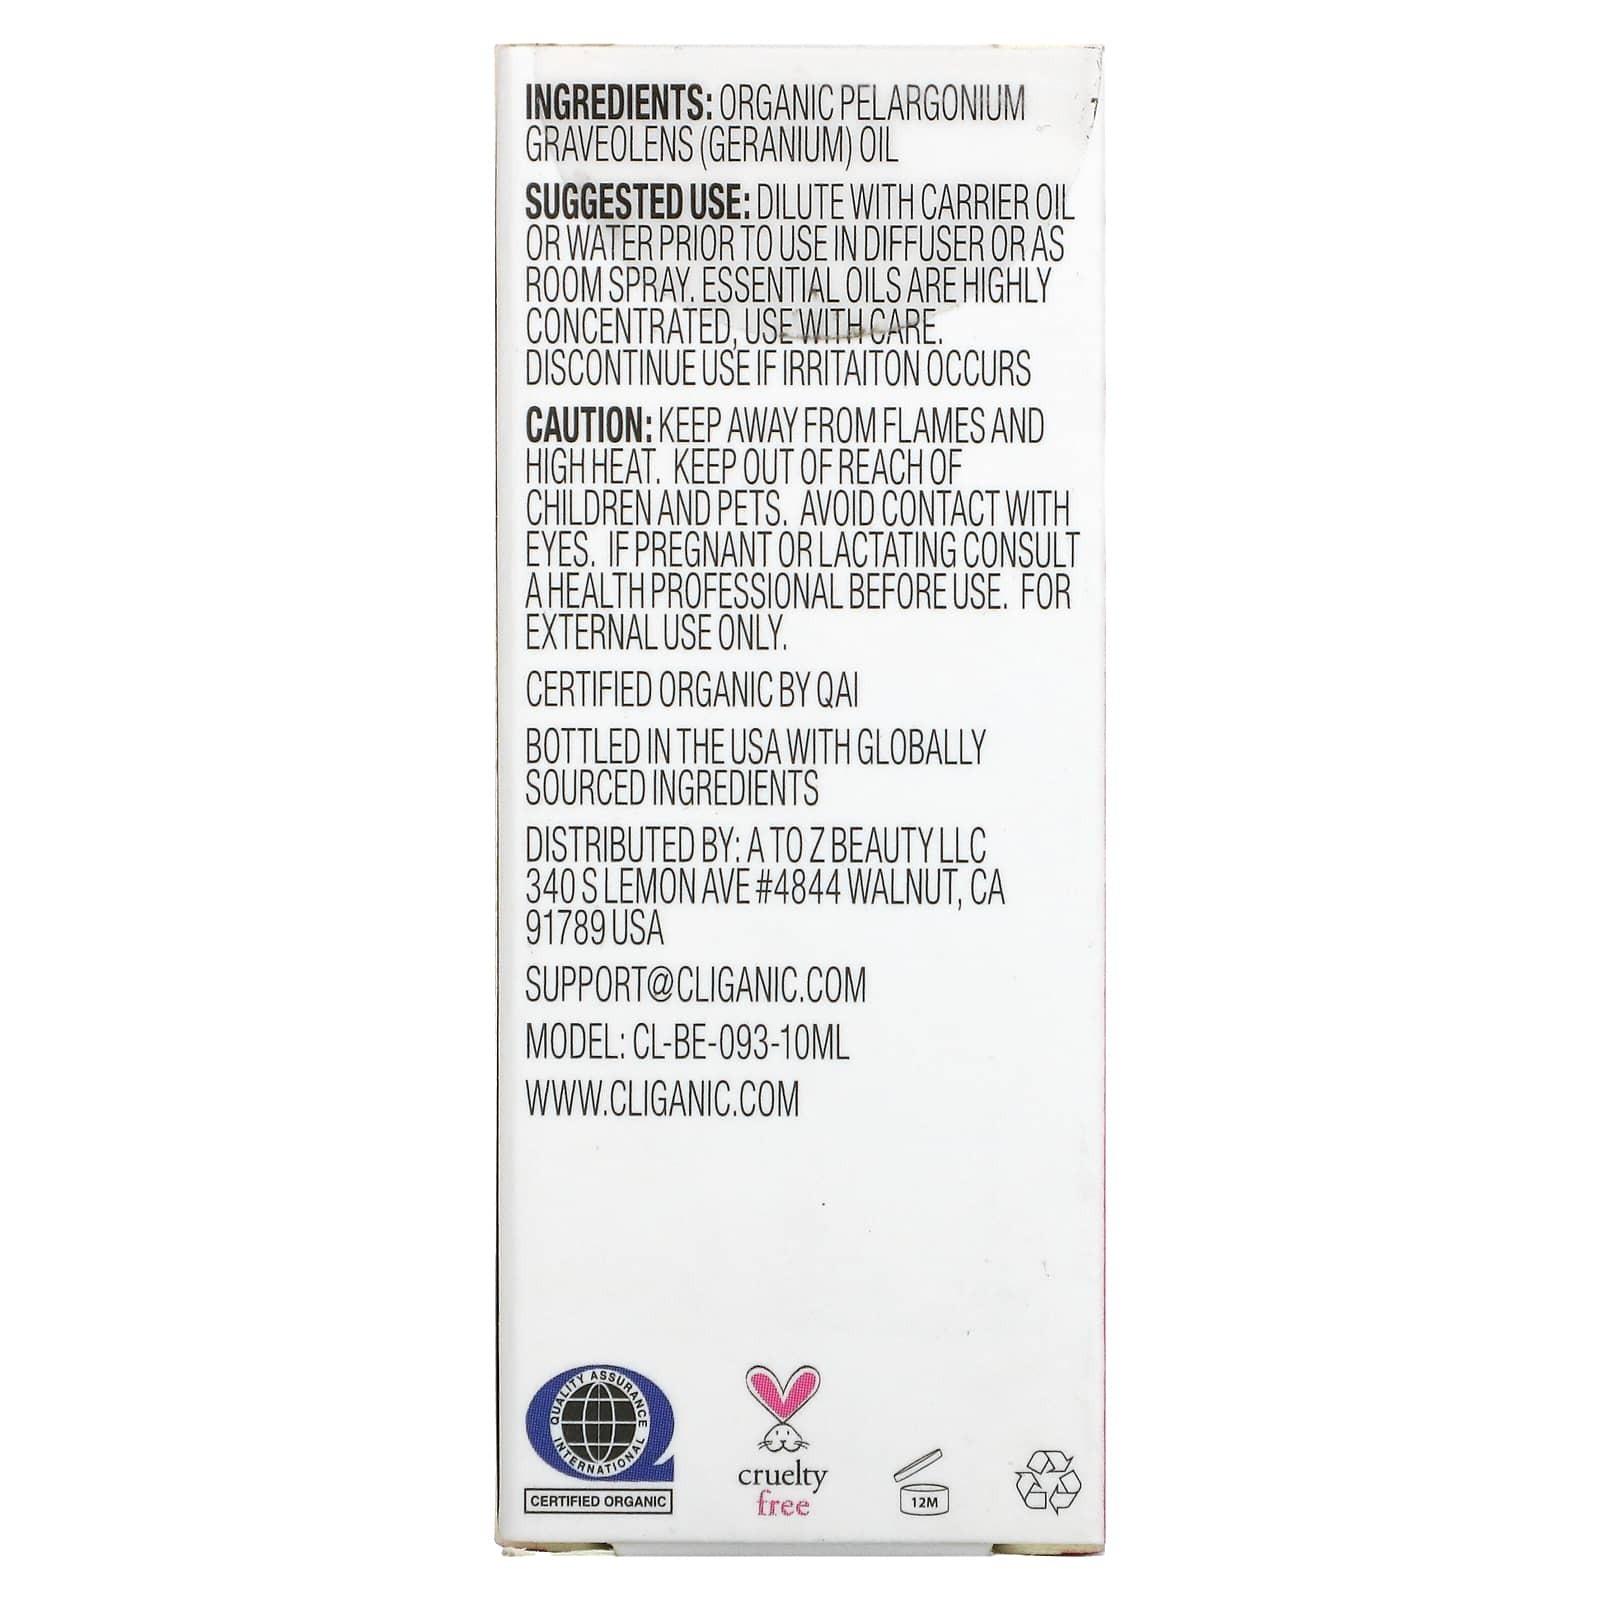 INGREDIENTS: ORGANIC PELARGONIUM
GRAVEOLENS (GERANIUM) OIL
SUGGESTED USE: DILUTE WITH CARRIER OIL
OR WATER PRIOR TO USE IN DIFFUSER OR AS
ROOM SPRAY. ESSENTIAL OILS ARE HIGHLY
CONCENTRATED, USE WITH CARE.
DISCONTINUE USE IF IRRITAITON OCCURS
CAUTION: KEEP AWAY FROM FLAMES AND
HIGH HEAT. KEEP OUT OF REACH OF
CHILDREN AND PETS. AVOID CONTACT WITH
EYES. IF PREGNANT OR LACTATING CONSULT
A HEALTH PROFESSIONAL BEFORE USE. FOR
EXTERNAL USE ONLY.
CERTIFIED ORGANIC BY QAI
BOTTLED IN THE USA WITH GLOBALLY
SOURCED INGREDIENTS
DISTRIBUTED BY: A TO Z BEAUTY LLC
340 S LEMON AVE #4844 WALNUT, CA
91789 USA
SUPPORT@CLIGANIC.COM
MODEL: CL-BE-093-10ML
WWW.CLIGANIC.COM
QUALITY ASSURANCE
INTERNATIONAL
CERTIFIED ORGANIC
cruelty
free
12M